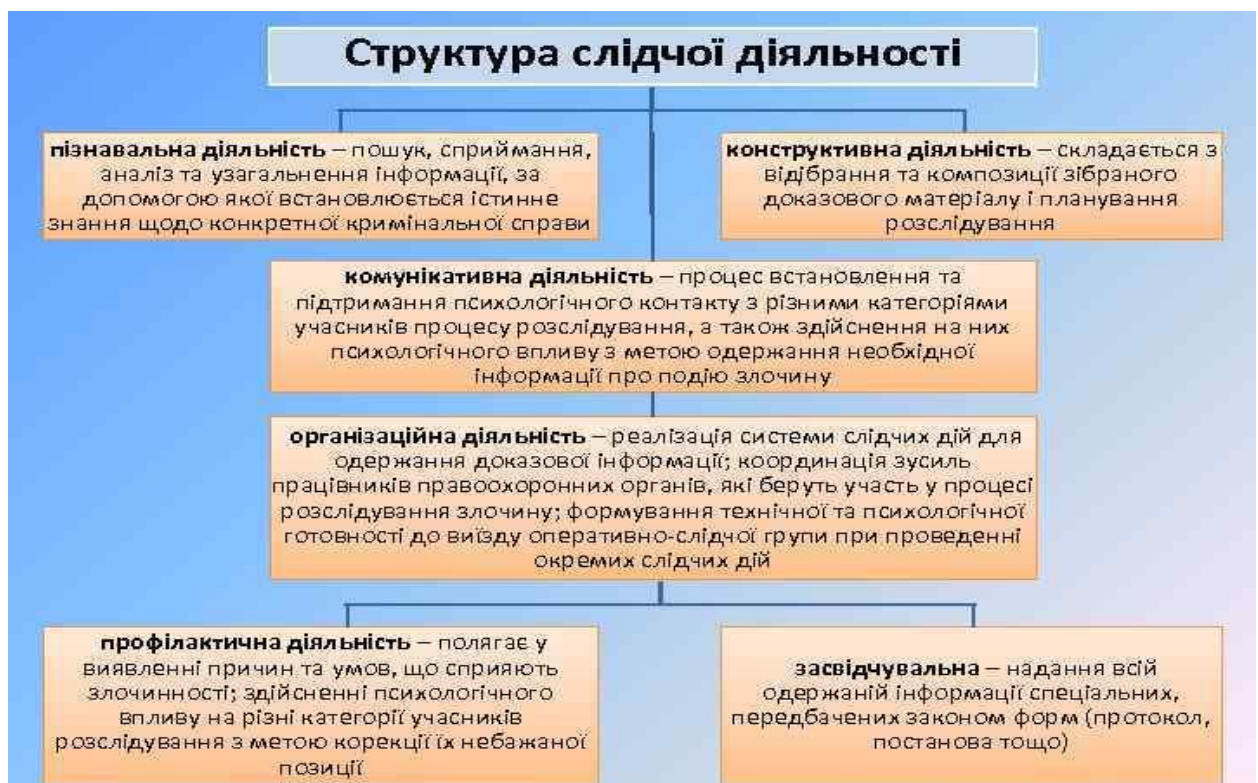 Структура слідчої діяльності
пізнавальна діяльність – пошук, сприймання,
аналіз та узагальнення інформації, за
допомогою якої встановлюється істинне
знання щодо конкретної кримінальної справи
конструктивна діяльність – складається з
відібрання та композиції зібраного
доказового матеріалу і планування
розслідування
комунікативна діяльність – процес встановлення та
підтримання психологічного контакту з різними категоріями
учасників процесу розслідування, а також здійснення на них
психологічного впливу з метою одержання необхідної
інформації про подію злочину
організаційна діяльність – реалізація системи слідчих дій для
одержання доказової інформації; координація зусиль
працівників правоохоронних органів, які беруть участь у процесі
розслідування злочину; формування технічної та психологічної
готовності до виїзду оперативно-слідчої групи при проведенні
окремих слідчих дій
профілактична діяльність – полягає у
виявленні причин та умов, що сприяють
злочинності; здійсненні психологічного
впливу на різні категорії учасників
розслідування з метою корекції їх небажаної
позиції
засвідчувальна – надання всій
одержаній інформації спеціальних,
передбачених законом форм (протокол,
постанова тощо)